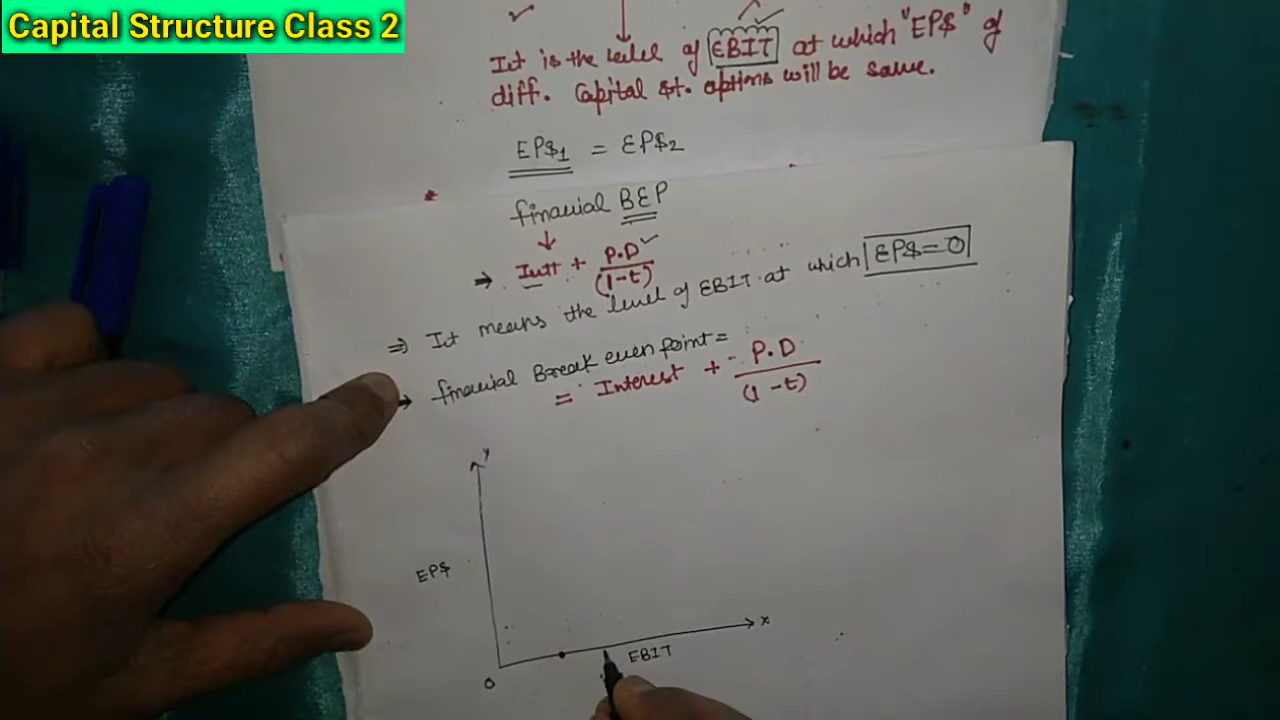 Capital Structure Class 2
It is the level of EBIT at which "EPS" of
diff. Capital St. options will be same.
EPS1 = EPS2
financial BEP
⇒ Intt + P.D / (1-t)
⇒ It means the level of EBIT at which EPS=0
→ financial Break even point =
= Interest + P.D / (1-t)
y
EPS
x
EBIT
0